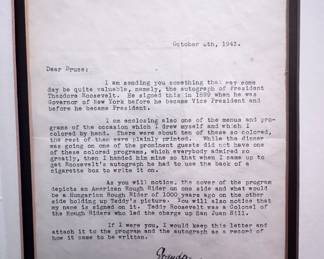 October 4th, 1943.
Dear Bruce:
I am sending you something that may some
day be quite valuable, namely, the autograph of President
Theodore Roosevelt. He signed this in 1899 when he was
Governor of New York before he became Vice President and
before he became President.
I am enclosing also one of the menus and pro-
grams of the occasion which I drew myself and which I
colored by hand. There were about ten of these so colored,
the rest of them were plainly printed. While the dinner
was going on one of the prominent guests did not have one
of these colored programs, which everybody admired so
greatly, then I handed him mine so that when I came up to
get Roosevelt's autograph he had to use the back of a
cigarette box to write it on.
As you will notice, the cover of the program
depicts an American Rough Rider on one side and what would
be a Hungarian Rough Rider of 1000 years ago on the other
side holding up Teddy's picture. You will also notice that
my name is signed on it. Teddy Roosevelt was a Colonel of
the Rough Riders who led the charge up San Juan Hill.
If I were you, I would keep this letter and
attach it to the program and the autograph as a record of
how it came to be written.